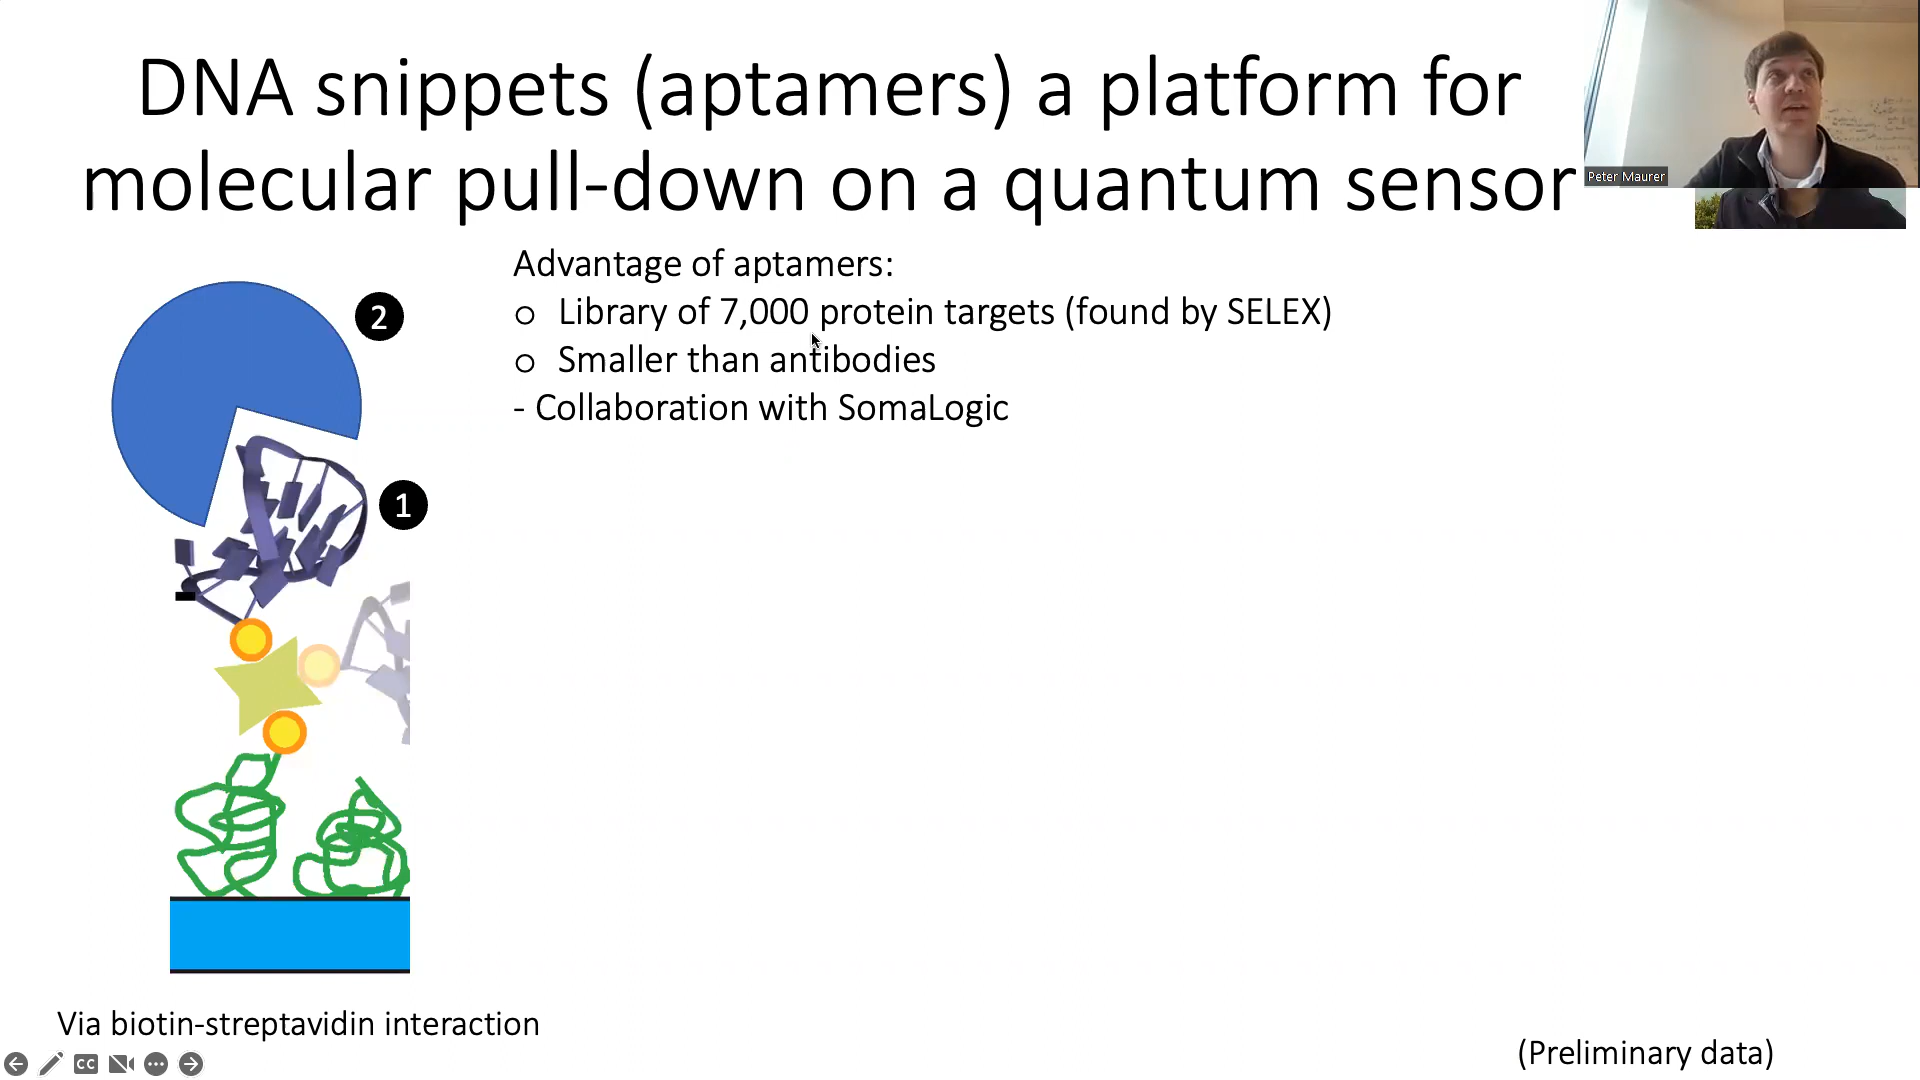 DNA snippets (aptamers) a platform for
molecular pull-down on a quantum sensor
Peter Maurer
Advantage of aptamers:
o Library of 7,000 protein targets (found by SELEX)
o Smaller than antibodies
- Collaboration with SomaLogic
2
1
Via biotin-streptavidin interaction
CC
(Preliminary data)